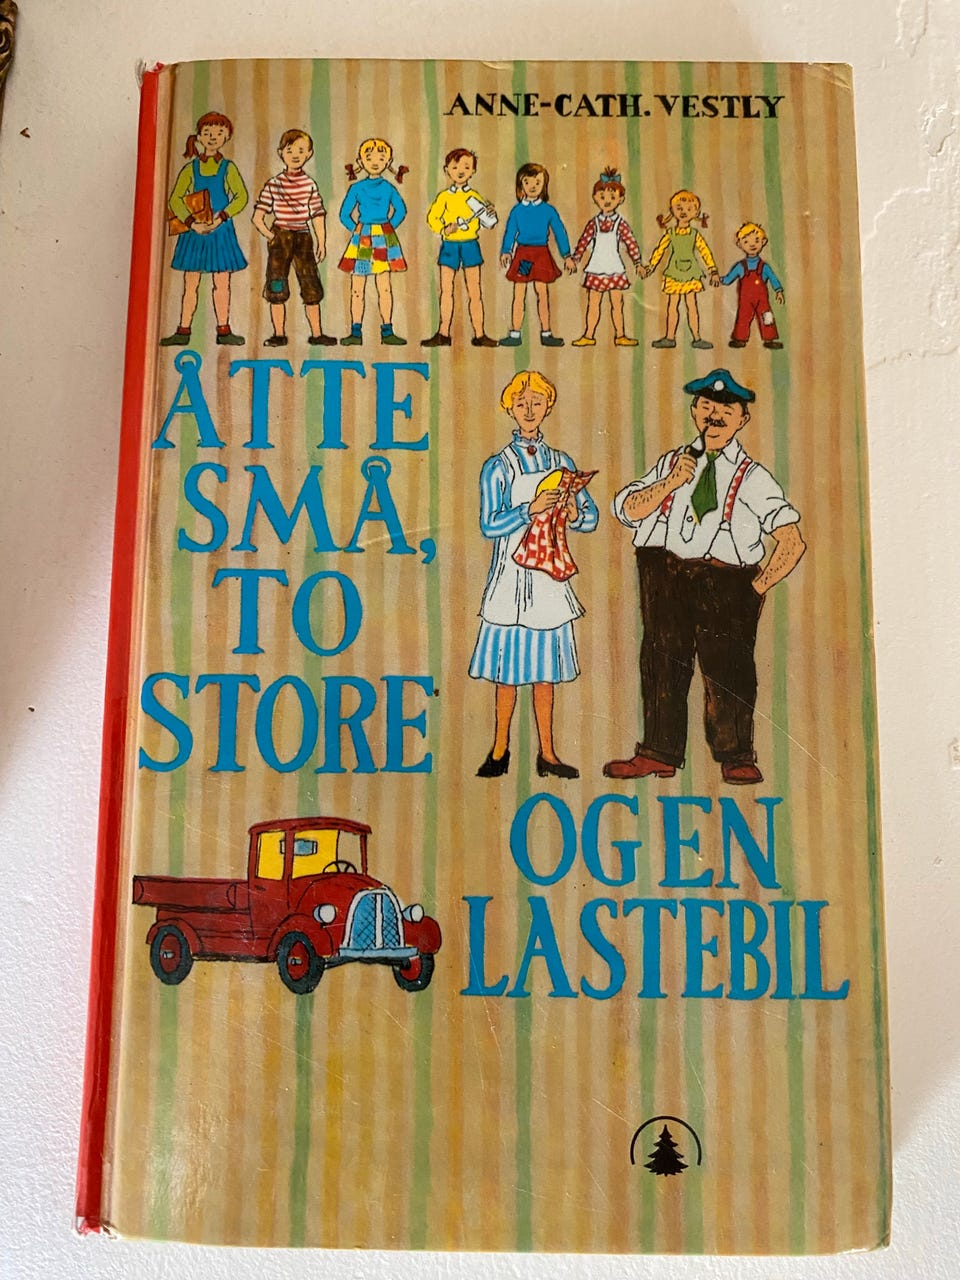 ANNE-CATH. VESTLY
ÅTTE
SMÅ,
TO
STORE
OG EN
LASTEBIL